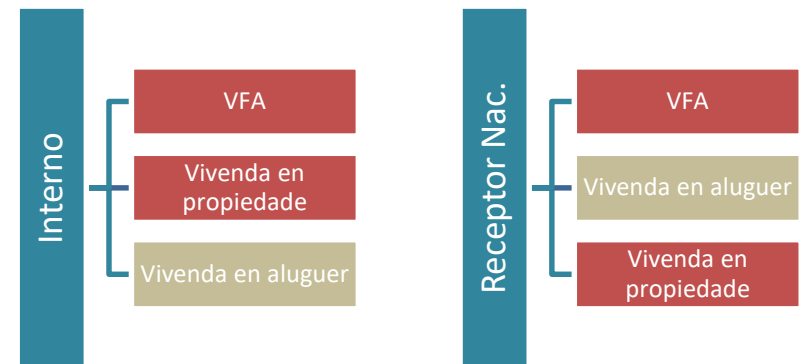 Interno
VFA
Vivenda en
propiedade
Vivenda en aluguer
Receptor Nac.
VFA
Vivenda en aluguer
Vivenda en
propiedade